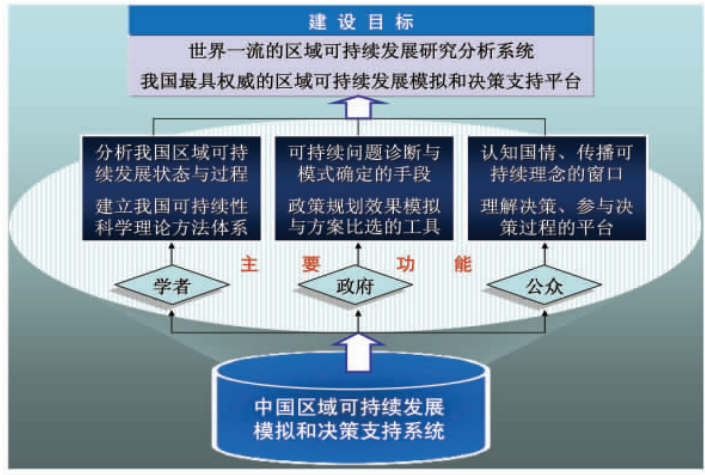 建设目标
世界一流的区域可持续发展研究分析系统
我国最具权威的区域可持续发展模拟和决策支持平台
分析我国区域可持
续发展状态与过程
建立我国可持续性
科学理论方法体系
可持续问题诊断与
模式确定的手段
政策规划效果模拟
与方案比选的工具
认知国情、传播可
持续理念的窗口
理解决策、参与决
策过程的平台
主要功能
学者
政府
公众
中国区域可持续发展
模拟和决策支持系统